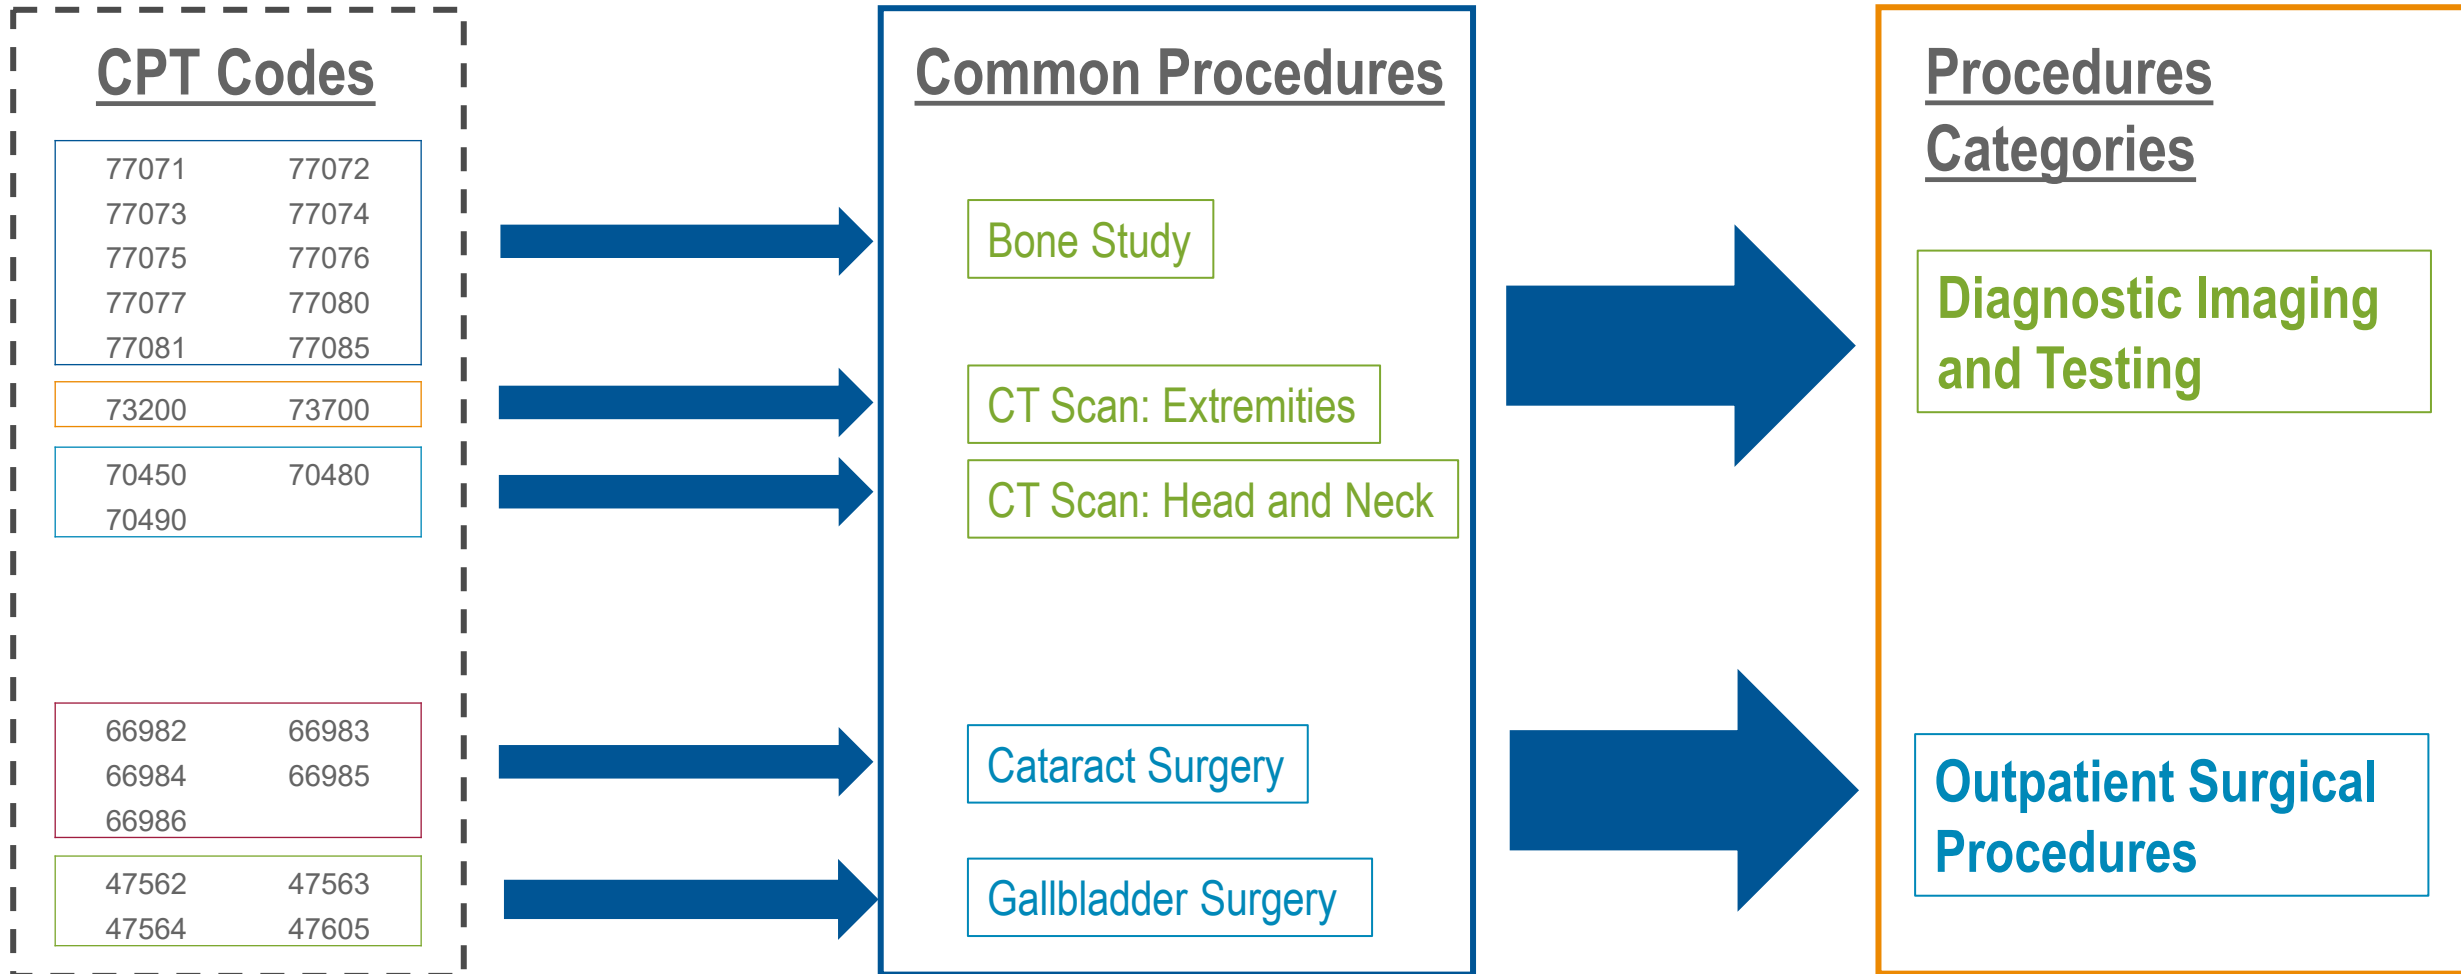 CPT Codes
77071 77072
77073 77074
77075 77076
77077 77080
77081 77085
73200 73700
70450 70480
70490
66982 66983
66984 66985
66986
47562 47563
47564 47605
Common Procedures
Bone Study
CT Scan: Extremities
CT Scan: Head and Neck
Cataract Surgery
Gallbladder Surgery
Procedures
Categories
Diagnostic Imaging
and Testing
Outpatient Surgical
Procedures